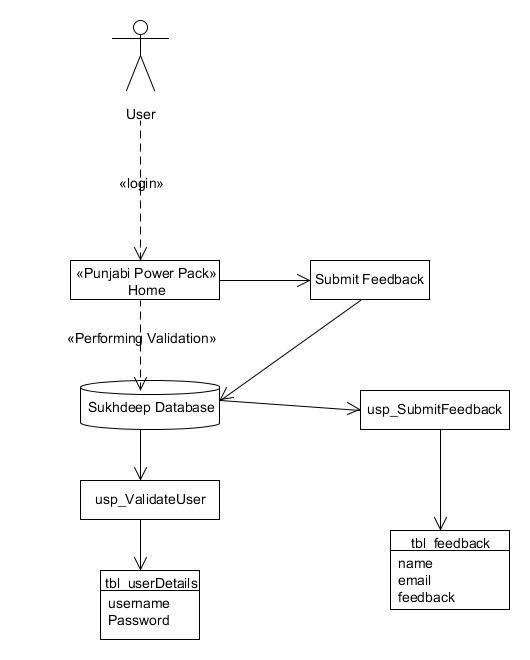 User
«login»
«Punjabi Power Pack»
Home
Submit Feedback
«Performing Validation»
Sukhdeep Database
usp_SubmitFeedback
usp_ValidateUser
tbl_feedback
name
email
feedback
tbl_userDetails
username
Password